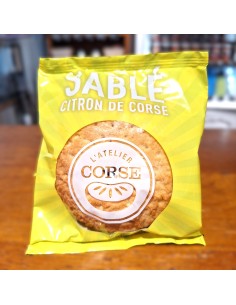 SABLÉ
CITRON DE CORSE
L'ATELIER
CORSE